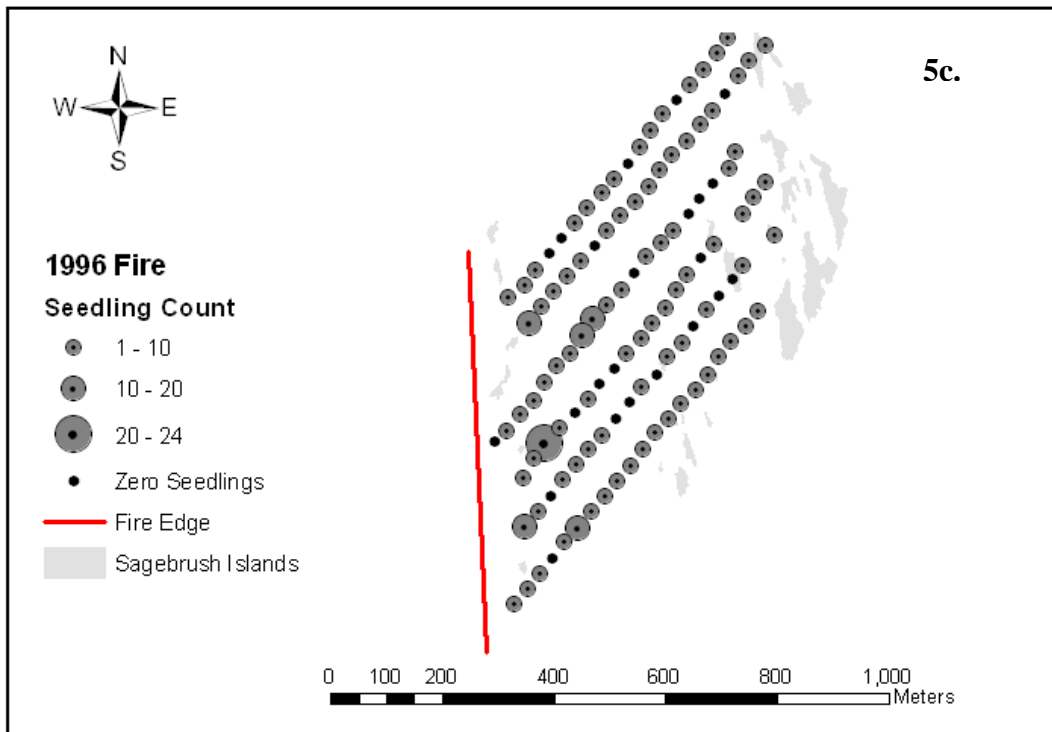 5c.
N
W E
S
1996 Fire
Seedling Count
1 - 10
10 - 20
20 - 24
Zero Seedlings
Fire Edge
Sagebrush Islands
0 100 200 400 600 800 1,000
Meters